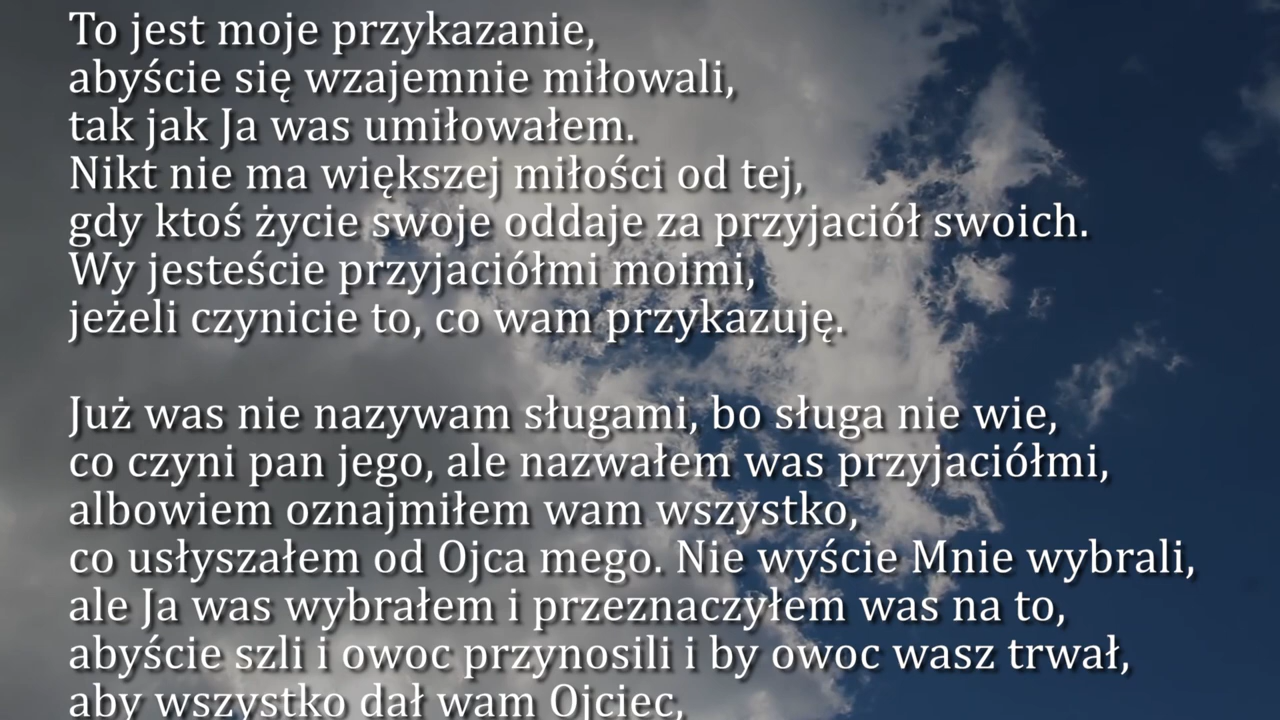 To jest moje przykazanie,
abyście się wzajemnie miłowali,
tak jak Ja was umiłowałem.
Nikt nie ma większej miłości od tej,
gdy ktoś życie swoje oddaje za przyjaciół swoich.
Wy jesteście przyjaciółmi moimi,
jeżeli czynicie to, co wam przykazuję.
Już was nie nazywam sługami, bo sługa nie wie,
co czyni pan jego, ale nazwałem was przyjaciółmi,
albowiem oznajmiłem wam wszystko,
co usłyszałem od Ojca mego. Nie wyście Mnie wybrali,
ale Ja was wybrałem i przeznaczyłem was na to,
abyście szli i owoc przynosili i by owoc wasz trwał,
aby wszystko dał wam Ojciec,